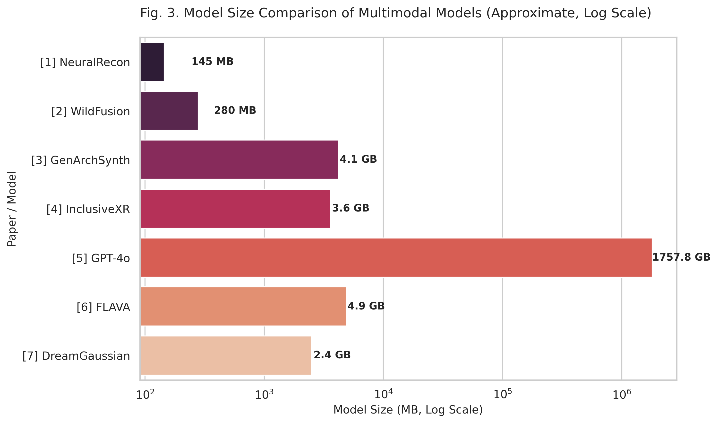 Fig. 3. Model Size Comparison of Multimodal Models (Approximate, Log Scale)
Paper / Model
[1] NeuralRecon
145 MB
[2] WildFusion
280 MB
[3] GenArchSynth
4.1 GB
[4] InclusiveXR
3.6 GB
[5] GPT-4o
1757.8 GB
[6] FLAVA
4.9 GB
[7] DreamGaussian
2.4 GB
10² 10³ 10⁴ 10⁵ 10⁶
Model Size (MB, Log Scale)